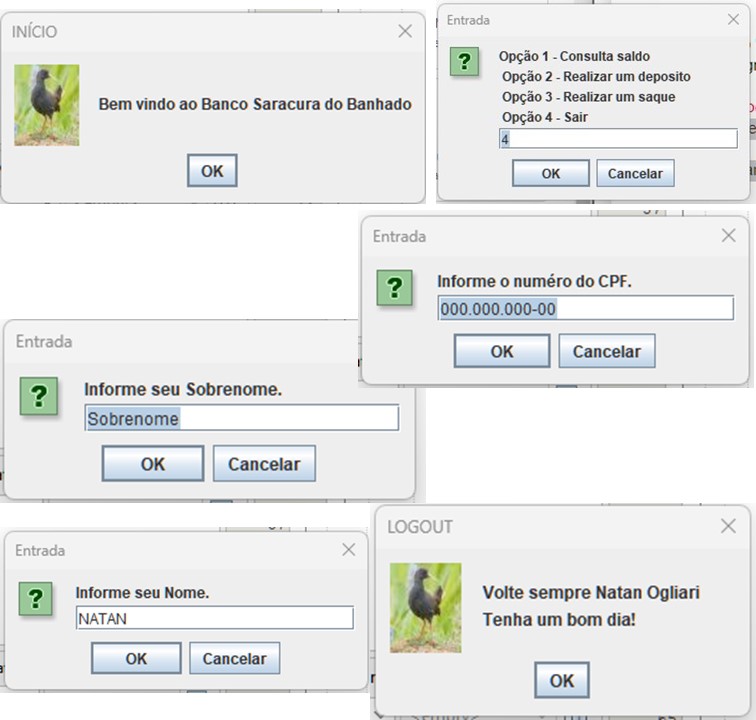 INÍCIO
Bem vindo ao Banco Saracura do Banhado
OK
Entrada
Opção 1 - Consulta saldo
Opção 2 - Realizar um deposito
Opção 3 - Realizar um saque
Opção 4 - Sair
4
OK Cancelar
Entrada
Informe o numéro do CPF.
000.000.000-00
OK Cancelar
Entrada
Informe seu Sobrenome.
Sobrenome
OK Cancelar
Entrada
Informe seu Nome.
NATAN
OK Cancelar
LOGOUT
Volte sempre Natan Ogliari
Tenha um bom dia!
OK